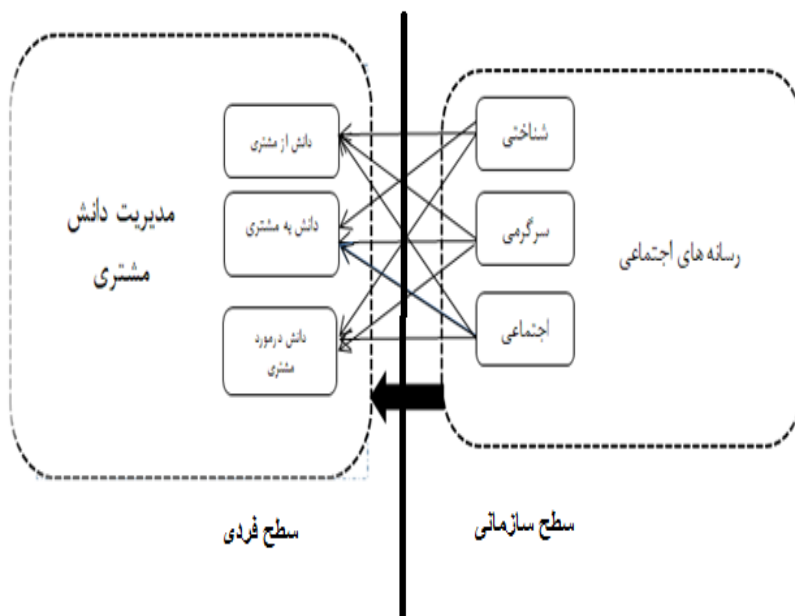 رسانه های اجتماعی
شناختی
سرگرمی
اجتماعی
سطح سازمانی
مدیریت دانش
مشتری
دانش از مشتری
دانش به مشتری
دانش درمورد
مشتری
سطح فردی